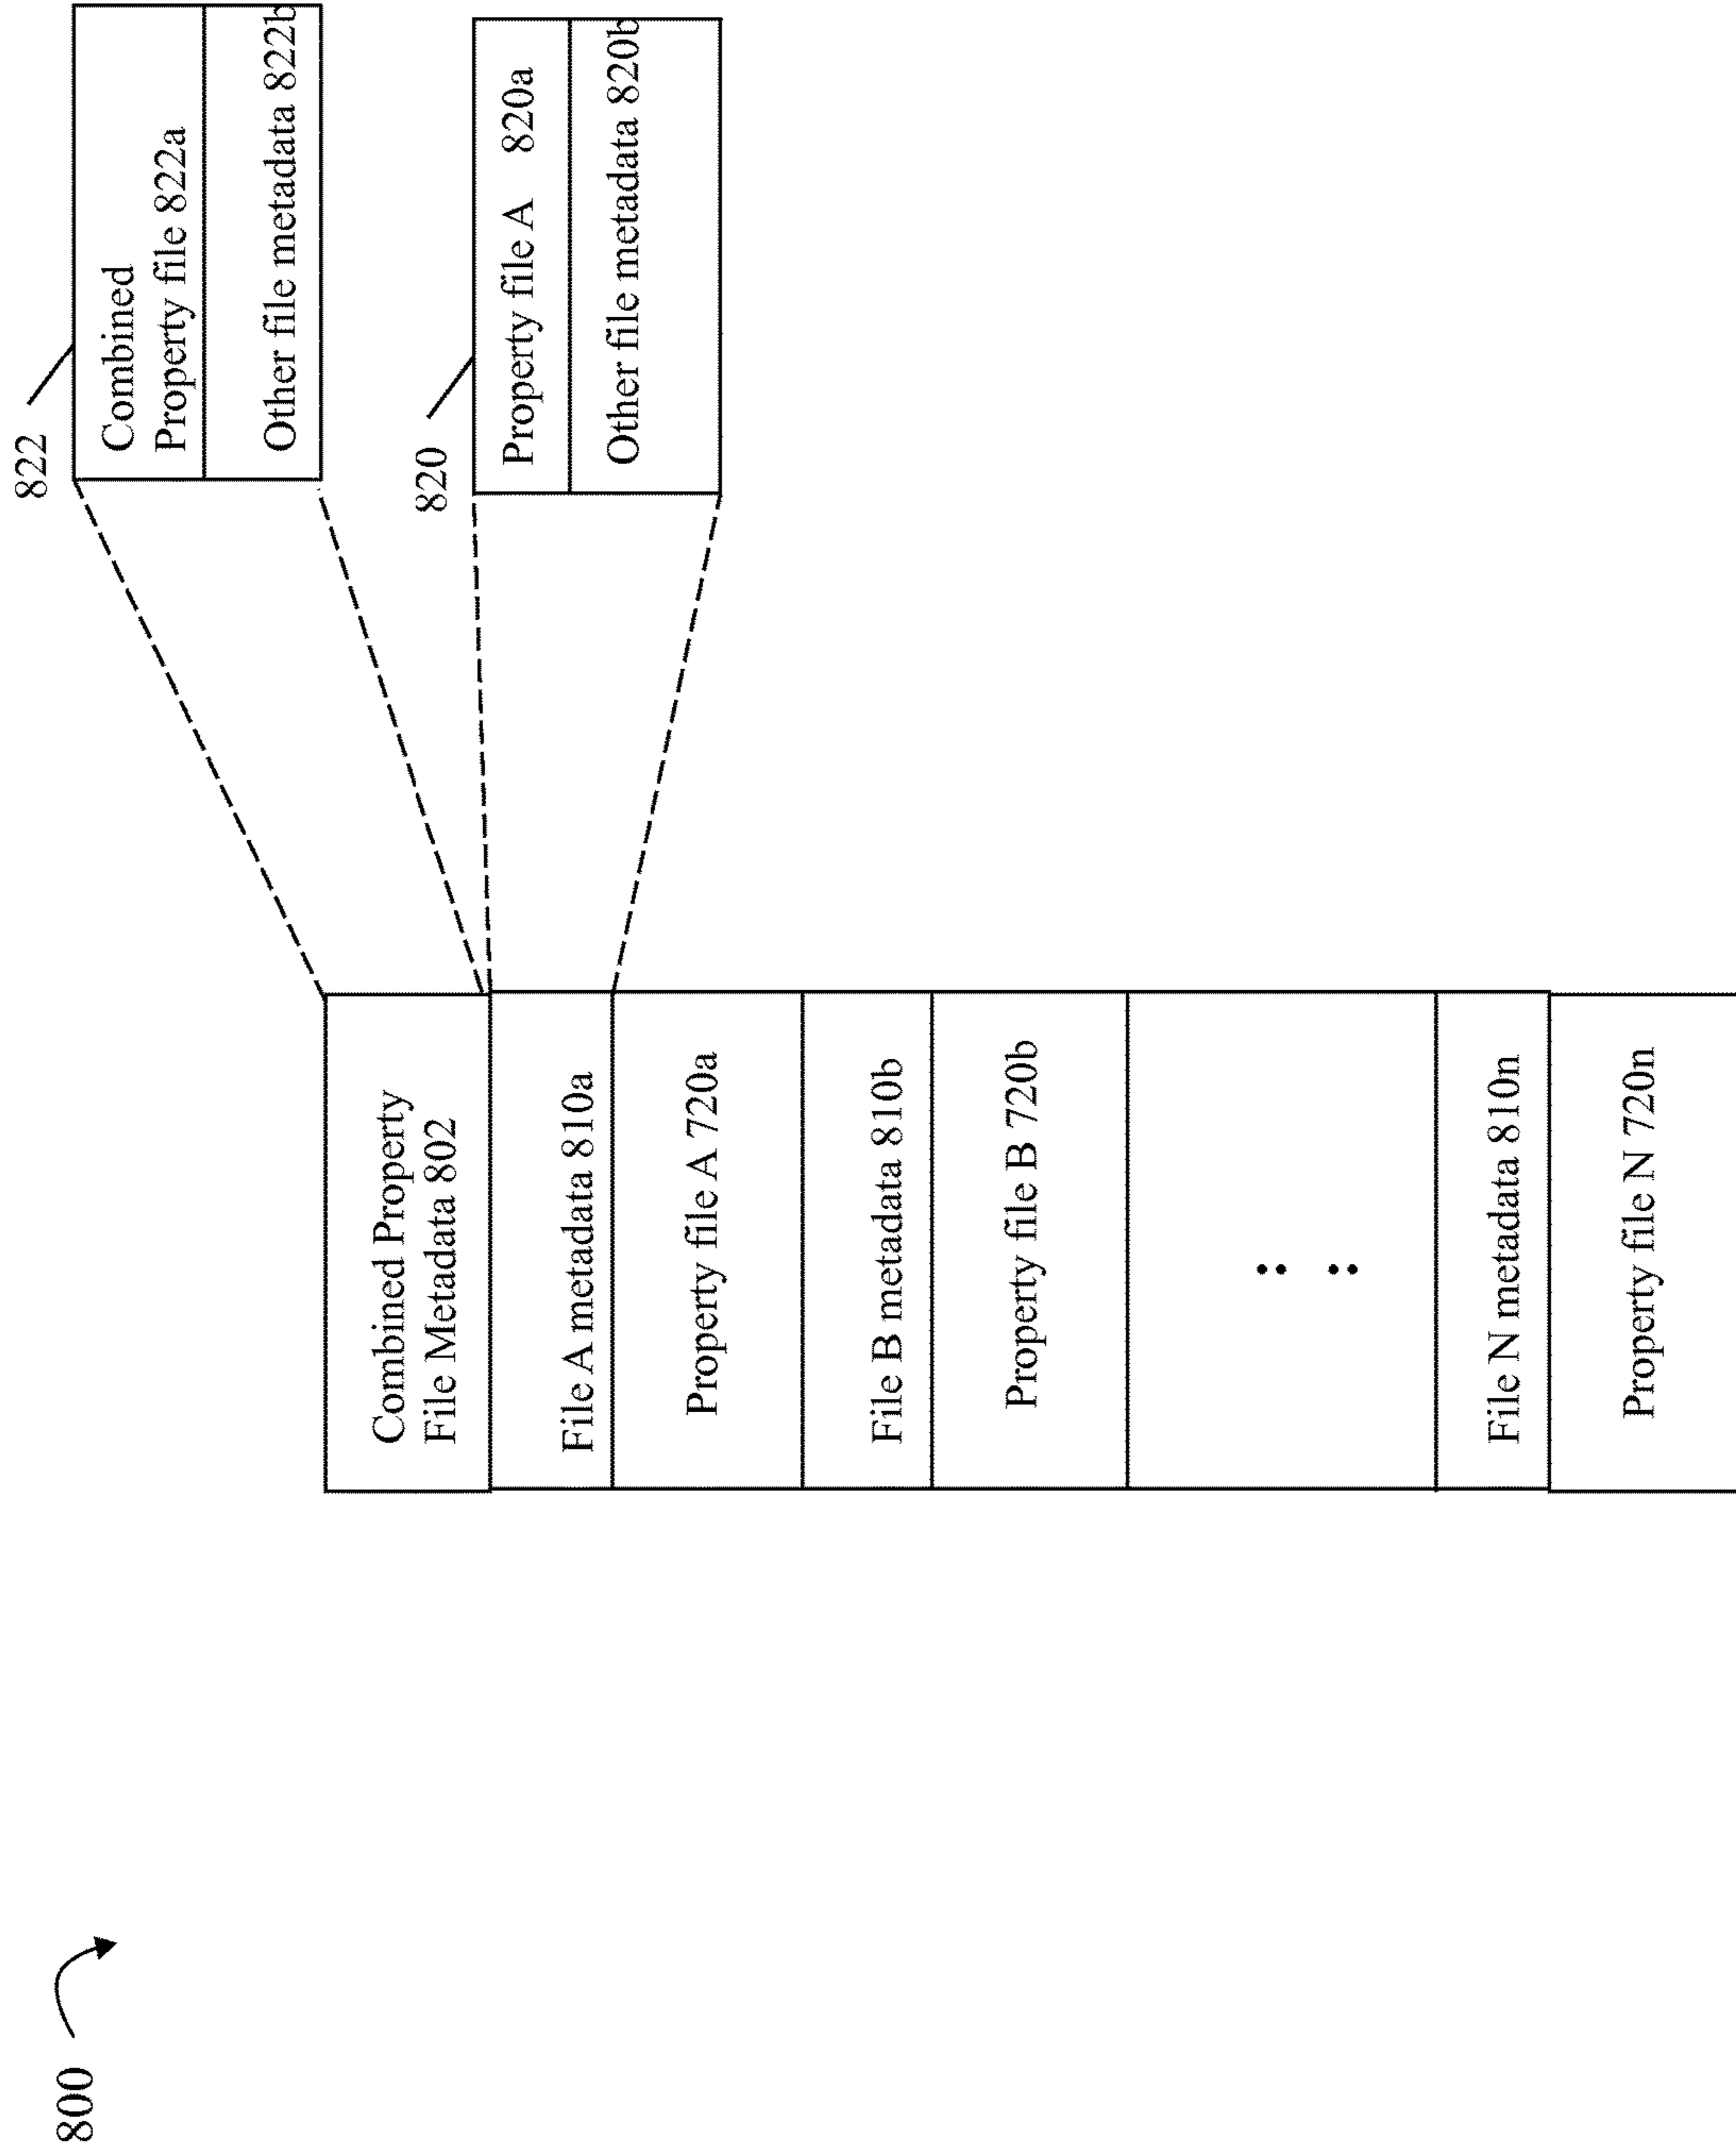 800
822
Combined
Property file 822a
Other file metadata 822b
820
Property file A 820a
Other file metadata 820b
Combined Property
File Metadata 802
File A metadata 810a
Property file A 720a
File B metadata 810b
Property file B 720b
File N metadata 810n
Property file N 720n